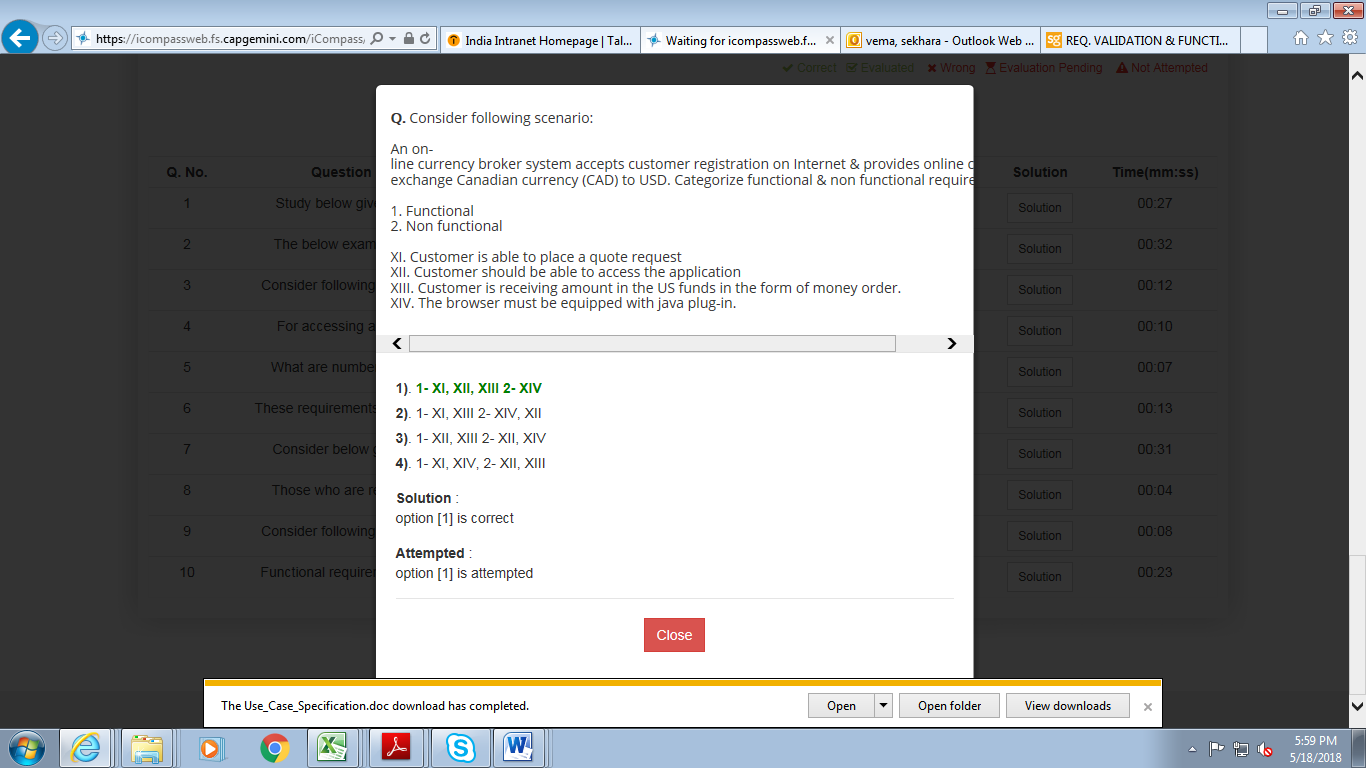 https://icompassweb.fs.capgemini.com/iCompass/
India Intranet Homepage | Tal...
Waiting for icompassweb.f...
vema, sekhara - Outlook Web ...
REQ. VALIDATION & FUNCTI...
Correct Evaluated Wrong Evaluation Pending Not Attempted
Q. Consider following scenario:
An on-
line currency broker system accepts customer registration on Internet & provides online c
exchange Canadian currency (CAD) to USD. Categorize functional & non functional require
1. Functional
2. Non functional
XI. Customer is able to place a quote request
XII. Customer should be able to access the application
XIII. Customer is receiving amount in the US funds in the form of money order.
XIV. The browser must be equipped with java plug-in.
1). 1- XI, XII, XIII 2- XIV
2). 1- XI, XIII 2- XIV, XII
3). 1- XII, XIII 2- XII, XIV
4). 1- XI, XIV, 2- XII, XIII
Solution :
option [1] is correct
Attempted :
option [1] is attempted
Close
Q. No. Question Solution Time(mm:ss)
1 Study below giv Solution 00:27
2 The below exam Solution 00:32
3 Consider following Solution 00:12
4 For accessing a Solution 00:10
5 What are numbe Solution 00:07
6 These requirements Solution 00:13
7 Consider below g Solution 00:31
8 Those who are re Solution 00:04
9 Consider following Solution 00:08
10 Functional requirer Solution 00:23
The Use_Case_Specification.doc download has completed.
Open
Open folder
View downloads
5:59 PM
5/18/2018